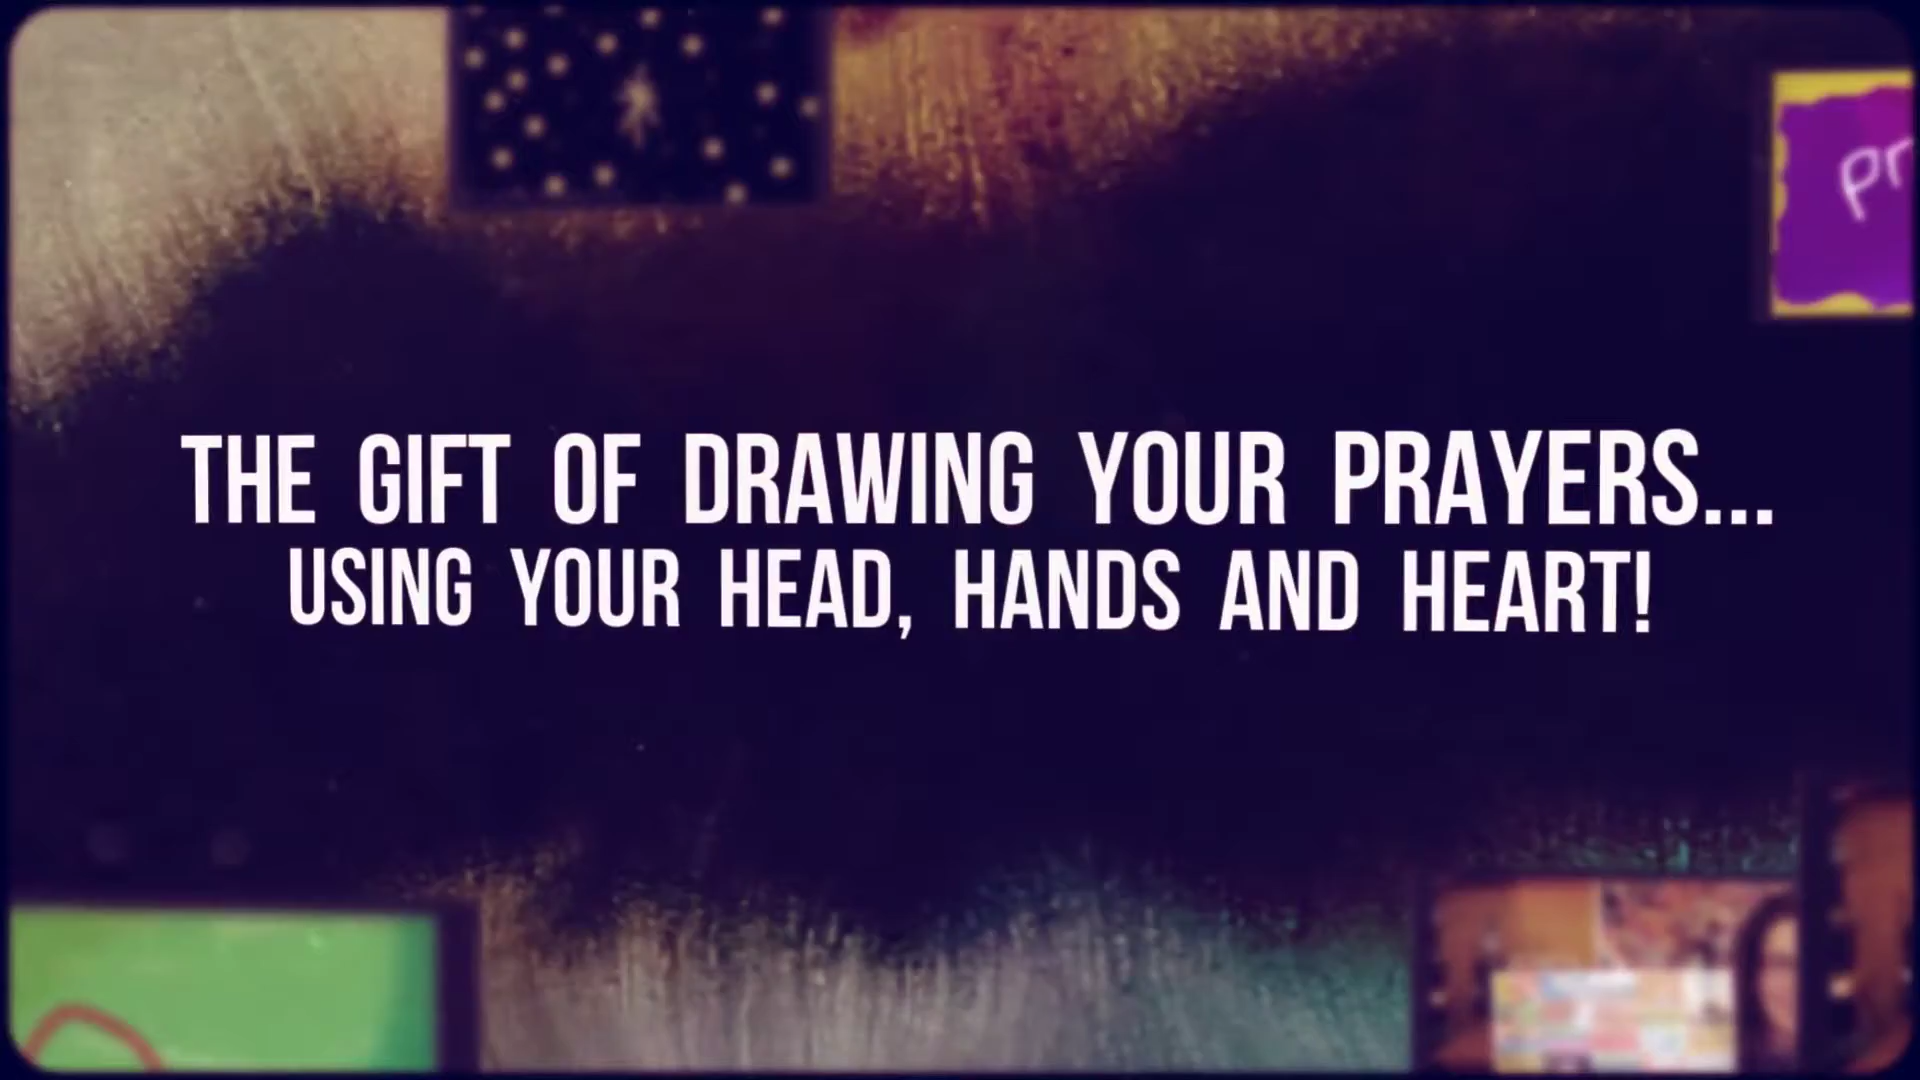 THE GIFT OF DRAWING YOUR PRAYERS...
USING YOUR HEAD, HANDS AND HEART!